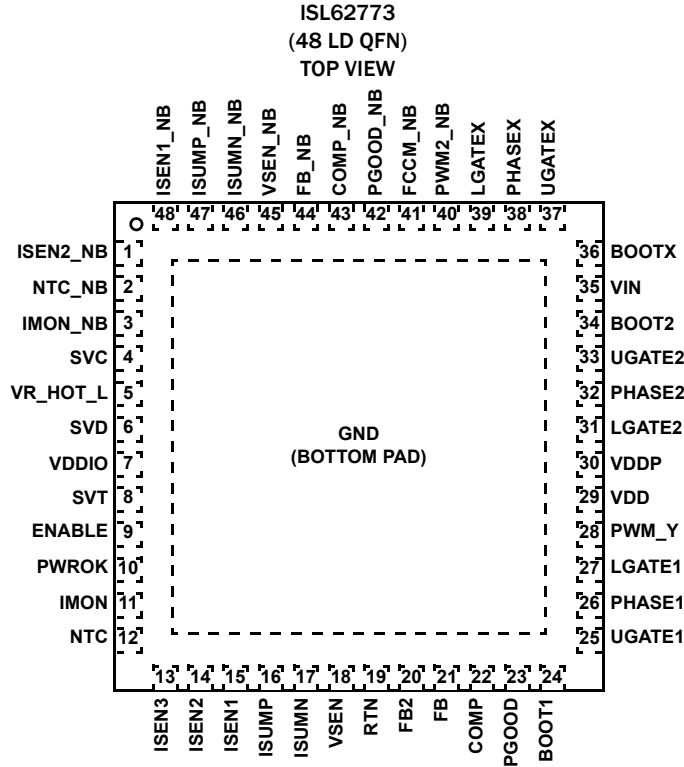 ISL62773
(48 LD QFN)
TOP VIEW
ISEN1_NB
ISUMP_NB
ISUMN_NB
VSEN_NB
FB_NB
COMP_NB
PGOOD_NB
FCCM_NB
PWM2_NB
LGATEX
PHASEX
UGATEX
48 47 46 45 44 43 42 41 40 39 38 37
ISEN2_NB 1
NTC_NB 2
IMON_NB 3
SVC 4
VR_HOT_L 5
SVD 6
VDDIO 7
SVT 8
ENABLE 9
PWROK 10
IMON 11
NTC 12
GND
(BOTTOM PAD)
36 BOOTX
35 VIN
34 BOOT2
33 UGATE2
32 PHASE2
31 LGATE2
30 VDDP
29 VDD
28 PWM_Y
27 LGATE1
26 PHASE1
25 UGATE1
13 14 15 16 17 18 19 20 21 22 23 24
ISEN3
ISEN2
ISEN1
ISUMP
ISUMN
VSEN
RTN
FB2
FB
COMP
PGOOD
BOOT1